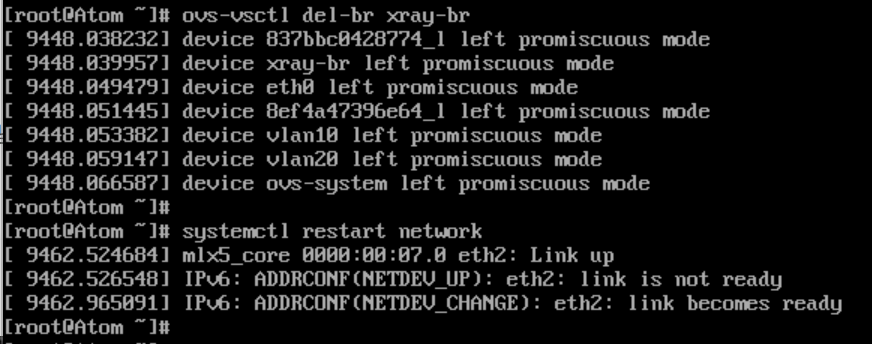 [root@Atom ~]# ovs-vsctl del-br xray-br
[ 9448.038232] device 837bbc0428774_l left promiscuous mode
[ 9448.039957] device xray-br left promiscuous mode
[ 9448.049479] device eth0 left promiscuous mode
[ 9448.051445] device 8ef4a47396e64_l left promiscuous mode
[ 9448.053382] device vlan10 left promiscuous mode
[ 9448.059147] device vlan20 left promiscuous mode
[ 9448.066587] device ovs-system left promiscuous mode
[root@Atom ~]#
[root@Atom ~]# systemctl restart network
[ 9462.524684] mlx5_core 0000:00:07.0 eth2: Link up
[ 9462.526548] IPv6: ADDRCONF(NETDEV_UP): eth2: link is not ready
[ 9462.965091] IPv6: ADDRCONF(NETDEV_CHANGE): eth2: link becomes ready
[root@Atom ~]#